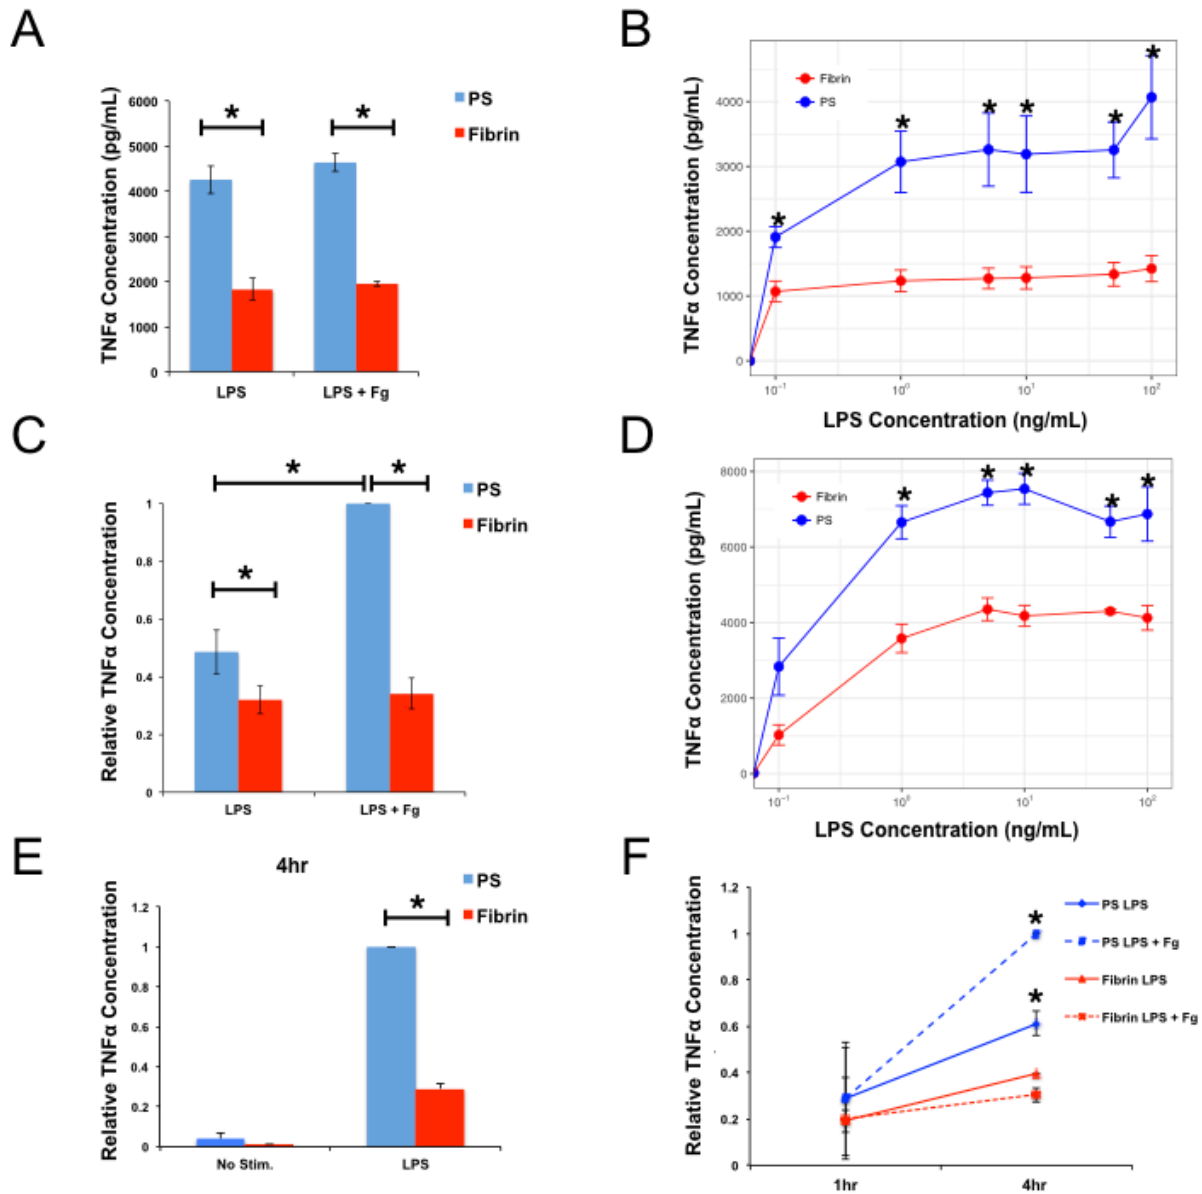 A
TNFα Concentration (pg/mL)
6000
5000
4000
3000
2000
1000
0
*
*
PS
Fibrin
LPS
LPS + Fg
B
TNFα Concentration (pg/mL)
4000
3000
2000
1000
0
Fibrin
PS
*
*
*
*
*
*
10⁻¹
10⁰
10¹
10²
LPS Concentration (ng/mL)
C
Relative TNFα Concentration
1
0.8
0.6
0.4
0.2
0
*
*
*
PS
Fibrin
LPS
LPS + Fg
D
TNFα Concentration (pg/mL)
8000
6000
4000
2000
0
Fibrin
PS
*
*
*
*
*
10⁻¹
10⁰
10¹
10²
LPS Concentration (ng/mL)
E
4hr
Relative TNFα Concentration
1.2
1
0.8
0.6
0.4
0.2
0
*
PS
Fibrin
No Stim.
LPS
F
Relative TNFα Concentration
1.2
1
0.8
0.6
0.4
0.2
0
*
*
PS LPS
PS LPS + Fg
Fibrin LPS
Fibrin LPS + Fg
1hr
4hr